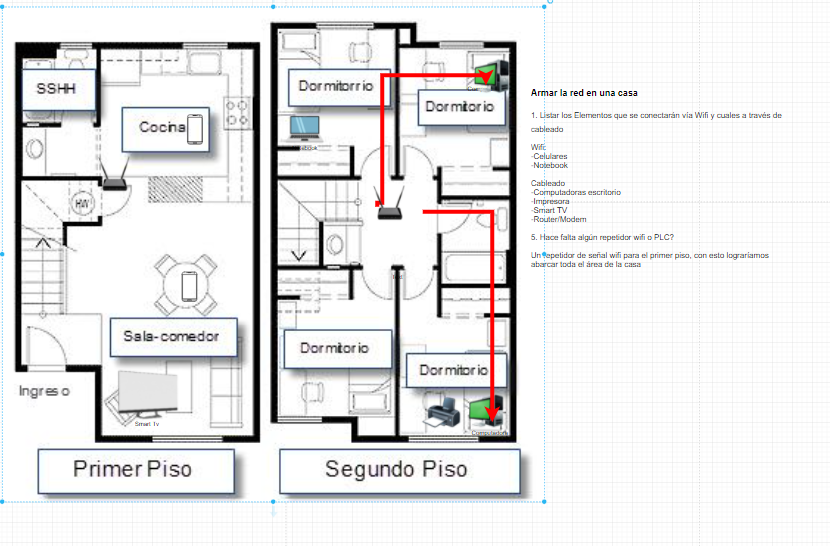 SSHH
Cocina
HW
Sala-comedor
Ingreso
Smart Tv
Primer Piso
Dormitorrio
Dormitorio
Dormitorio
Dormitorio
Computadora
Segundo Piso
Armar la red en una casa
1. Listar los Elementos que se conectarán vía Wifi y cuales a través de
cableado
Wifi:
-Celulares
-Notebook
Cableado
-Computadoras escritorio
-Impresora
-Smart TV
-Router/Modem
5. Hace falta algún repetidor wifi o PLC?
Un repetidor de señal wifi para el primer piso, con esto lograríamos
abarcar toda el área de la casa